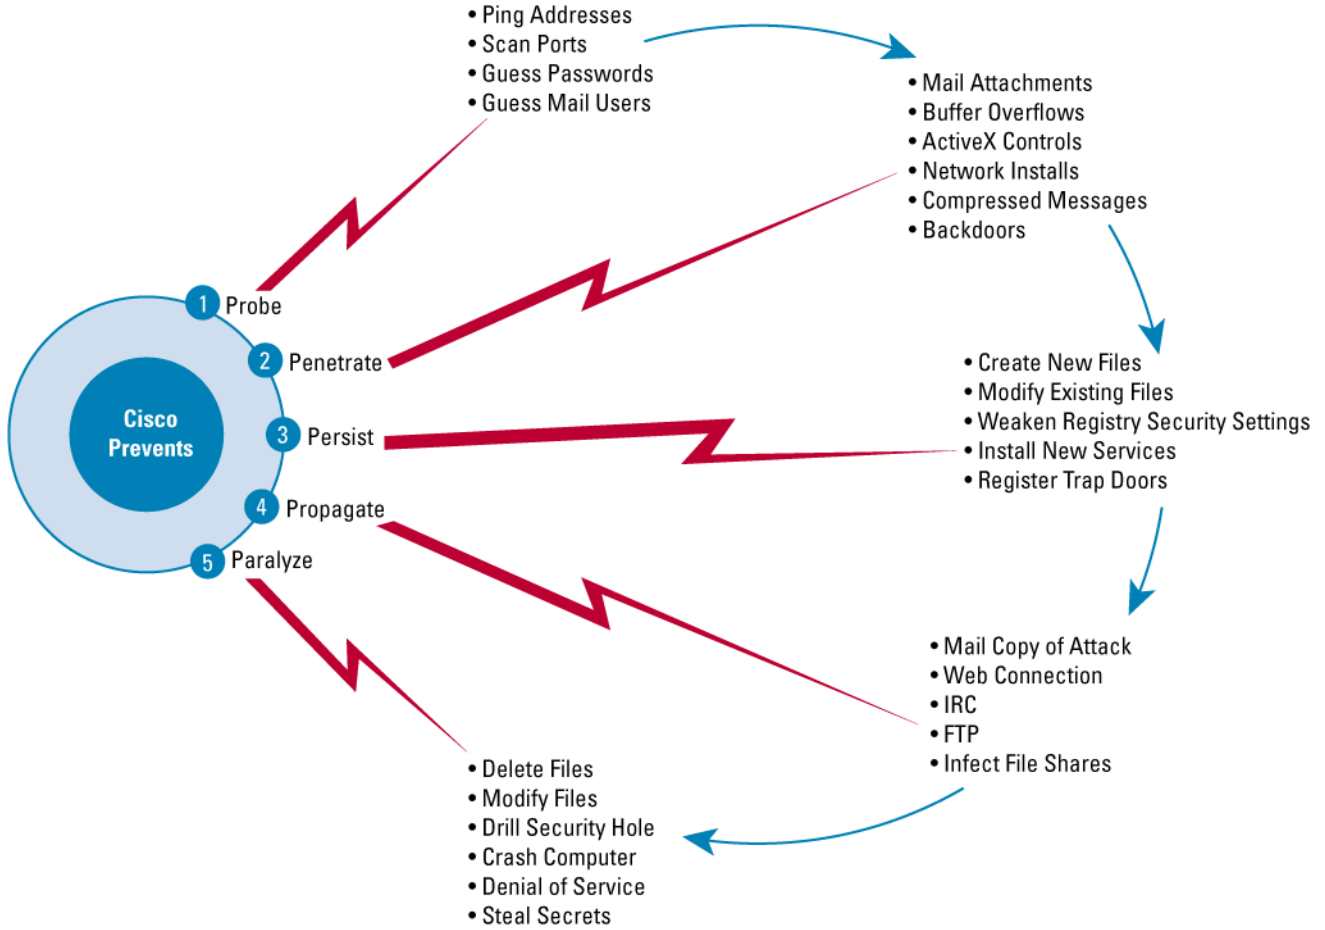 • Ping Addresses
• Scan Ports
• Guess Passwords
• Guess Mail Users
• Mail Attachments
• Buffer Overflows
• ActiveX Controls
• Network Installs
• Compressed Messages
• Backdoors
1 Probe
2 Penetrate
3 Persist
4 Propagate
5 Paralyze
Cisco
Prevents
• Create New Files
• Modify Existing Files
• Weaken Registry Security Settings
• Install New Services
• Register Trap Doors
• Mail Copy of Attack
• Web Connection
• IRC
• FTP
• Infect File Shares
• Delete Files
• Modify Files
• Drill Security Hole
• Crash Computer
• Denial of Service
• Steal Secrets